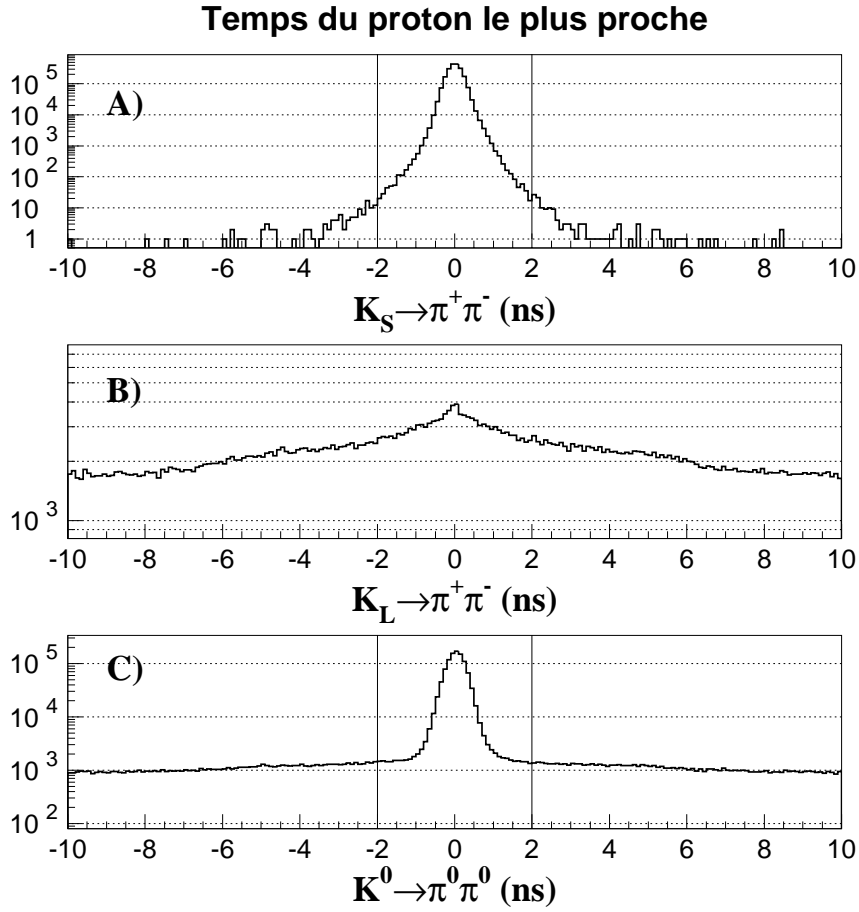 Temps du proton le plus proche
A)
10^5
10^4
10^3
10^2
10
1
-10 -8 -6 -4 -2 0 2 4 6 8 10
K_S→π^+π^- (ns)
B)
10^3
-10 -8 -6 -4 -2 0 2 4 6 8 10
K_L→π^+π^- (ns)
C)
10^5
10^4
10^3
10^2
-10 -8 -6 -4 -2 0 2 4 6 8 10
K^0→π^0π^0 (ns)